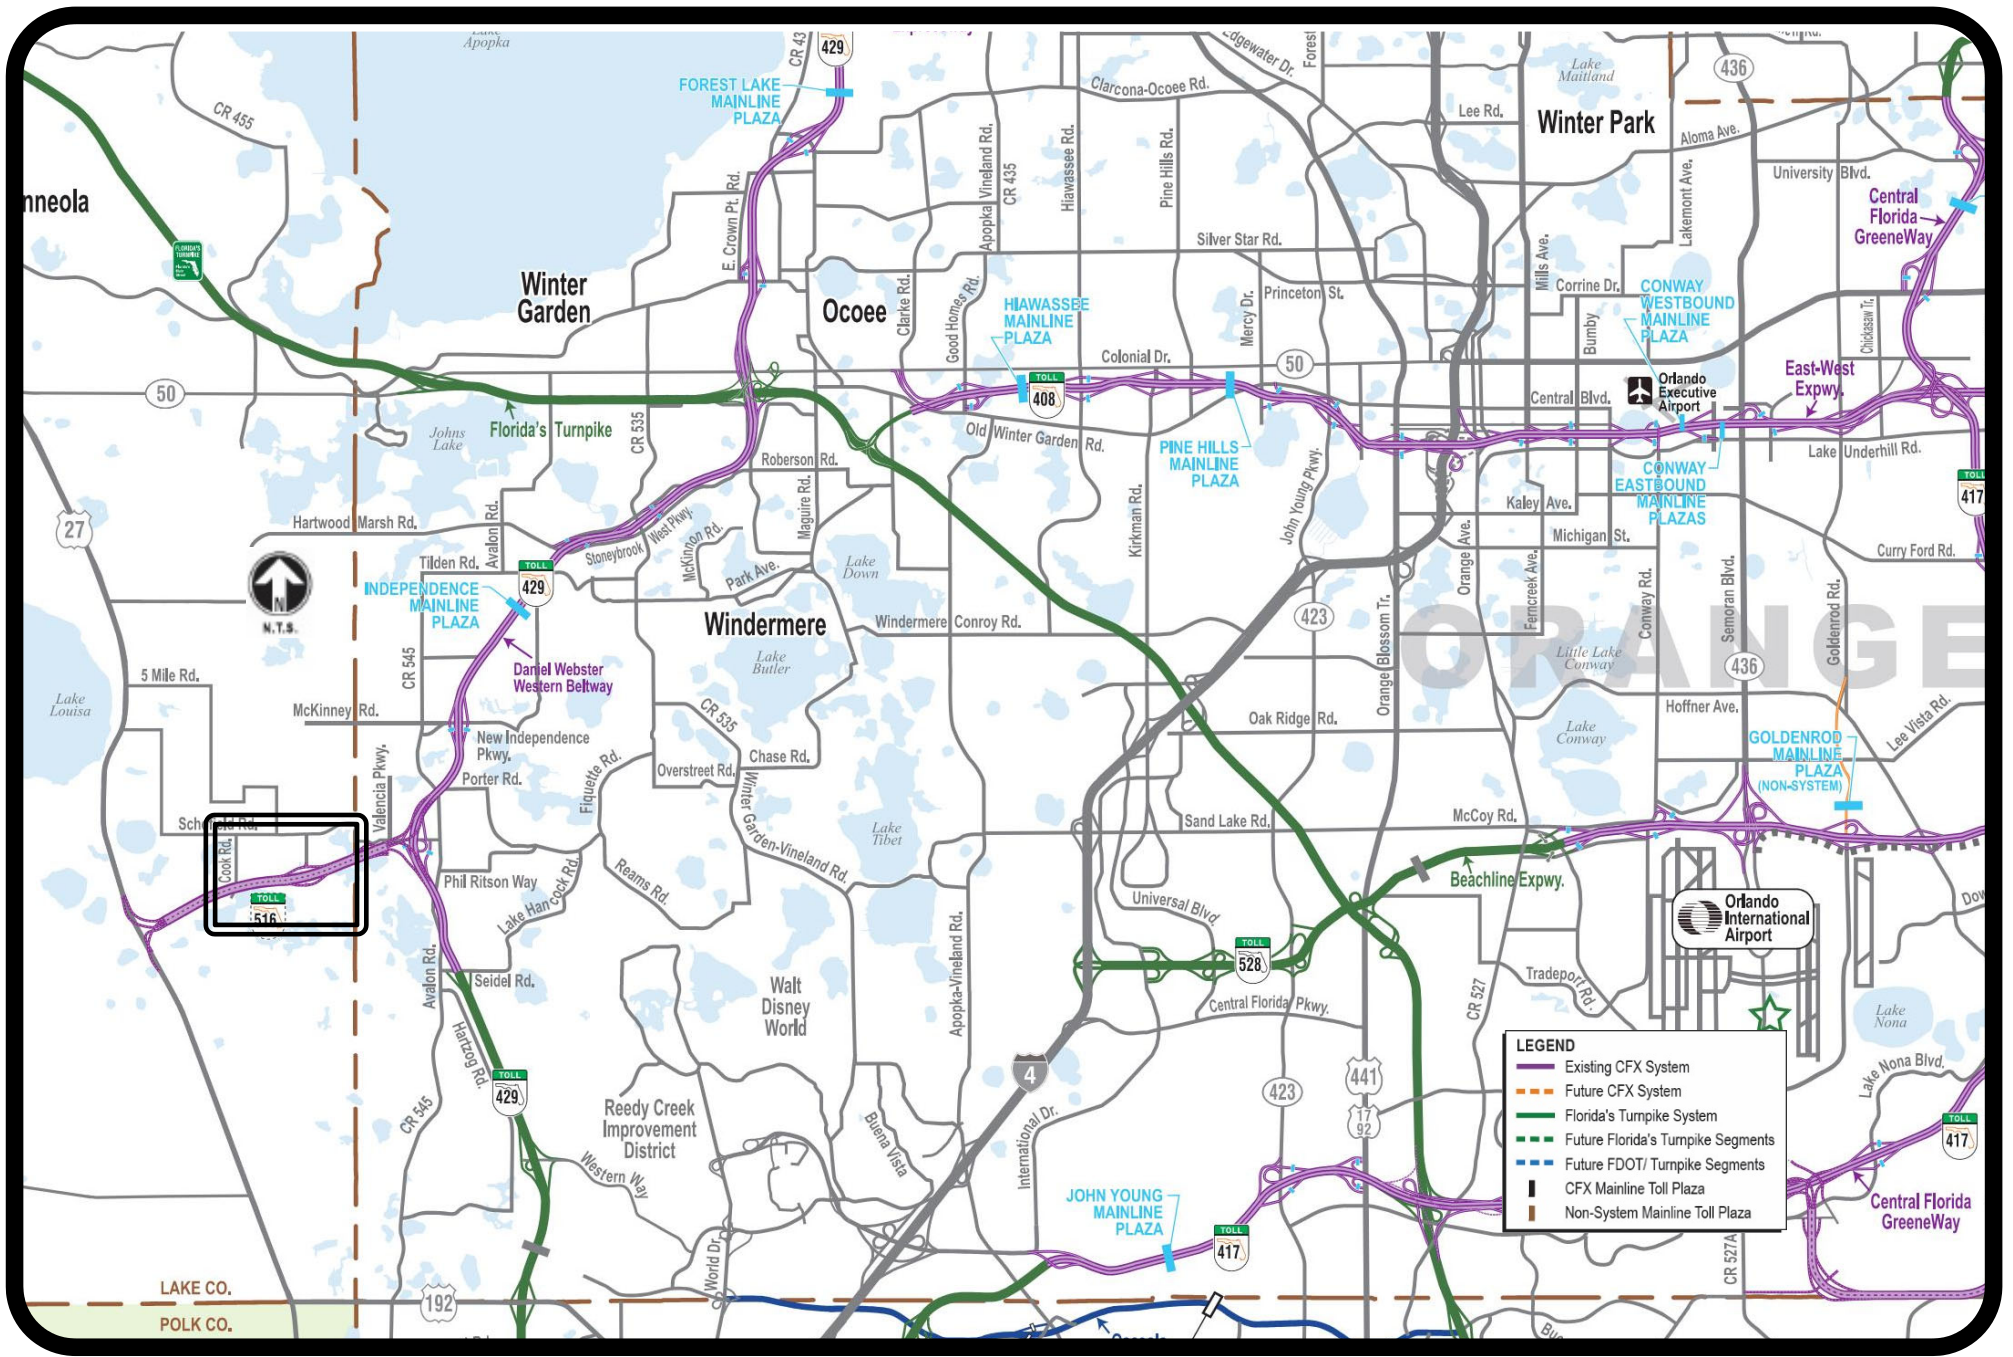 Lake
Apopka
CR 43
429
Edgewater Dr.
Forest
Lake
Maitland
436
FOREST LAKE
MAINLINE
PLAZA
Clarcona-Ocoee Rd.
Lee Rd.
Winter Park
Aloma Ave.
CR 455
University Blvd.
Apopka Vineland Rd.
CR 435
Hiawassee Rd.
Pine Hills Rd.
Lakemont Ave.
nneola
E. Crown Pt. Rd.
Central
Florida
GreeneWay
FLORIDA'S
TURNPIKE
Silver Star Rd.
Mills Ave.
Winter
Garden
Ocoee
Clarke Rd.
Good Homes Rd.
HIAWASSEE
MAINLINE
PLAZA
Mercy Dr.
Princeton St.
Corrine Dr.
Bumby
CONWAY
WESTBOUND
MAINLINE
PLAZA
Chickasaw Tr.
50
Colonial Dr.
50
TOLL
408
Orlando
Executive
Airport
East-West
Expwy.
Central Blvd.
Florida's Turnpike
CR 535
Johns
Lake
Old Winter Garden Rd.
Lake Underhill Rd.
Roberson Rd.
PINE HILLS
MAINLINE
PLAZA
John Young Pkwy.
CONWAY
EASTBOUND
MAINLINE
PLAZAS
TOLL
417
27
Hartwood Marsh Rd.
Avalon Rd.
Maguire Rd.
Kirkman Rd.
Kaley Ave.
Michigan St.
Curry Ford Rd.
Stoneybrook West Pkwy.
McKinnon Rd.
Park Ave.
Tilden Rd.
TOLL
429
Lake
Down
Orange Ave.
Ferncreek Ave.
Conway Rd.
Semoran Blvd.
Goldenrod Rd.
N
N.T.S.
INDEPENDENCE
MAINLINE
PLAZA
Windermere
Windermere Conroy Rd.
423
Orange Blossom Tr.
ORANGE
Lake
Butler
Little Lake
Conway
436
CR 545
Daniel Webster
Western Beltway
5 Mile Rd.
Lake
Louisa
McKinney Rd.
CR 535
Oak Ridge Rd.
Hoffner Ave.
Lee Vista Rd.
Lake
Conway
New Independence
Pkwy.
Valencia Pkwy.
Porter Rd.
Fiquette Rd.
Overstreet Rd.
Chase Rd.
Winter Garden-Vineland Rd.
GOLDENROD
MAINLINE
PLAZA
(NON-SYSTEM)
Schofield Rd.
Cook Rd.
Lake
Tibet
Sand Lake Rd.
McCoy Rd.
Phil Ritson Way
Lake Hancock Rd.
Reams Rd.
Beachline Expwy.
TOLL
516
Universal Blvd.
Orlando
International
Airport
Dow
Avalon Rd.
Seidel Rd.
Apopka-Vineland Rd.
TOLL
528
Tradeport Rd.
CR 527
Walt
Disney
World
Central Florida Pkwy.
Lake
Nona
Hartzog Rd.
4
441
423
17
92
LEGEND
Existing CFX System
Future CFX System
Florida's Turnpike System
Future Florida's Turnpike Segments
Future FDOT/ Turnpike Segments
CFX Mainline Toll Plaza
Non-System Mainline Toll Plaza
Lake Nona Blvd.
TOLL
429
CR 545
Reedy Creek
Improvement
District
Buena Vista
International Dr.
TOLL
417
Western Way
JOHN YOUNG
MAINLINE
PLAZA
Central Florida
GreeneWay
TOLL
417
World Dr.
CR 527A
LAKE CO.
192
POLK CO.